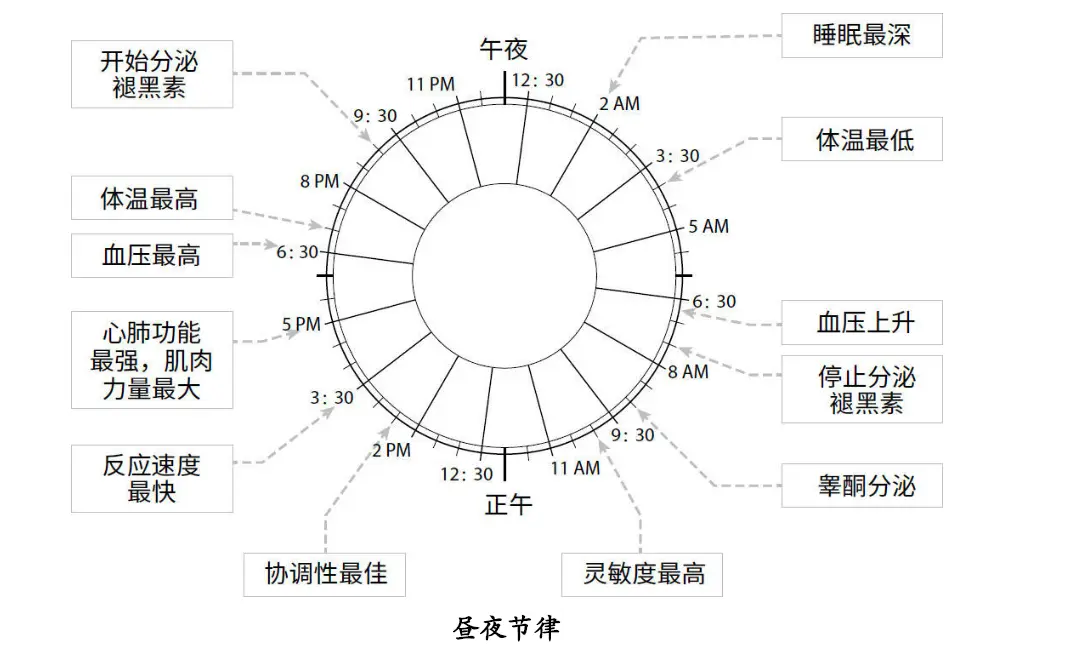 午夜
12: 30
2 AM
3: 30
5 AM
6: 30
8 AM
9: 30
11 AM
正午
12: 30
2 PM
3: 30
5 PM
6: 30
8 PM
9: 30
11 PM
睡眠最深
体温最低
血压上升
停止分泌
褪黑素
睾酮分泌
灵敏度最高
协调性最佳
反应速度
最快
心肺功能
最强，肌肉
力量最大
血压最高
体温最高
开始分泌
褪黑素
昼夜节律